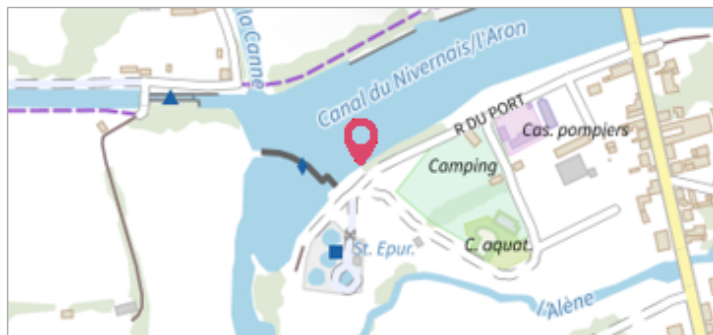 la Canne
Canal du Nivernais/l'Aron
R DU PORT
Cas. pompiers
Camping
C. aquat.
St. Epur.
l'Alène